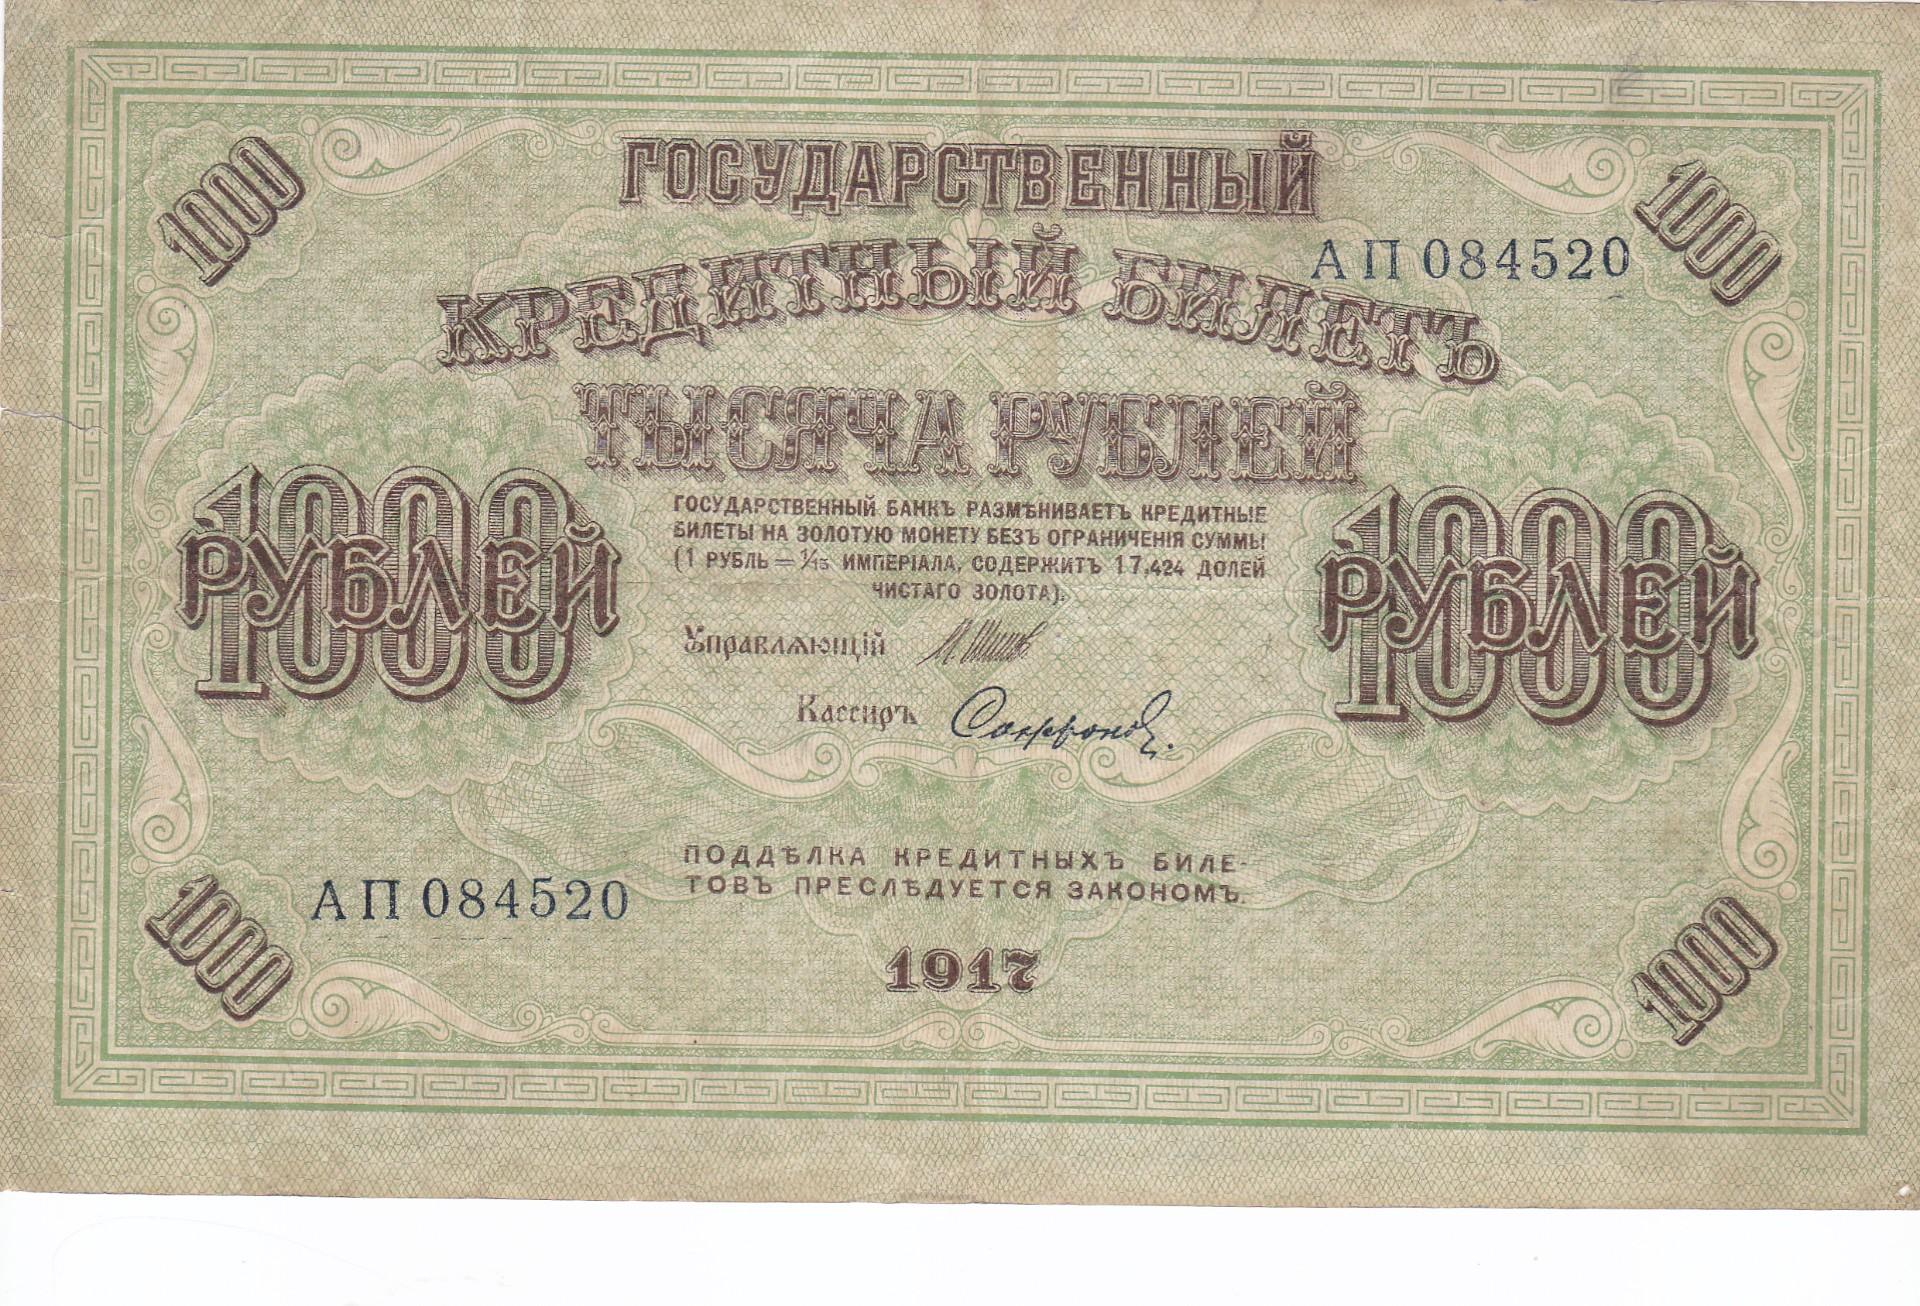 1000
1000
ГОСУДАРСТВЕННЫЙ
АП 084520
КРЕДИТНЫЙ БИЛЕТЪ
ТЫСЯЧА РУБЛЕЙ
1000 РУБЛЕЙ
1000 РУБЛЕЙ
ГОСУДАРСТВЕННЫЙ БАНКЪ РАЗМѢНИВАЕТЪ КРЕДИТНЫЕ
БИЛЕТЫ НА ЗОЛОТУЮ МОНЕТУ БЕЗЪ ОГРАНИЧЕНІЯ СУММЫ
(1 РУБЛЬ = 1/15 ИМПЕРІАЛА, СОДЕРЖИТЪ 17,424 ДОЛЕЙ
ЧИСТАГО ЗОЛОТА).
Управляющій
Кассиръ
ПОДДѢЛКА КРЕДИТНЫХЪ БИЛЕ-
ТОВЪ ПРЕСЛѢДУЕТСЯ ЗАКОНОМЪ.
АП 084520
1917
1000
1000